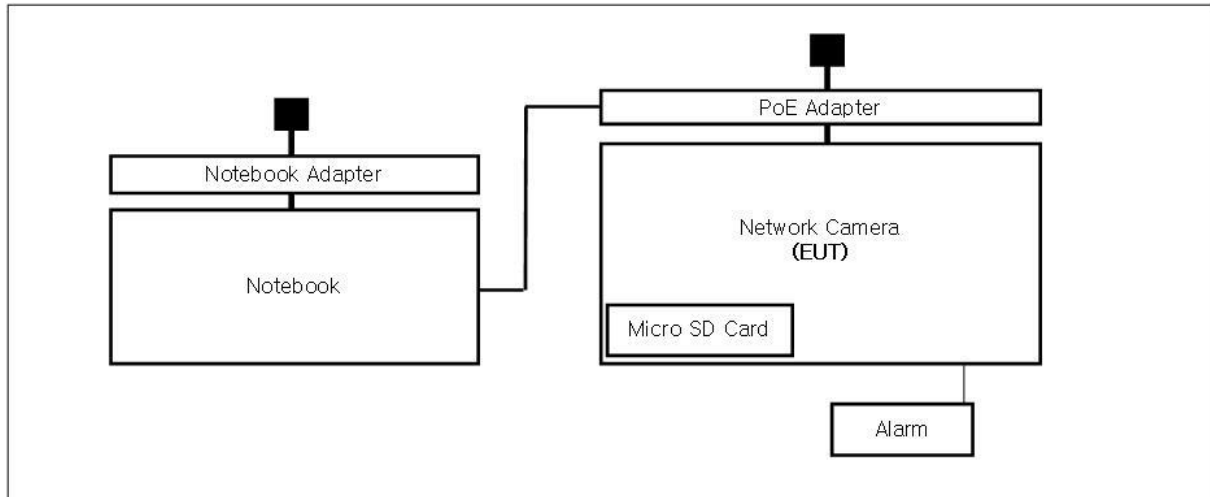 PoE Adapter
Notebook Adapter
Network Camera
(EUT)
Notebook
Micro SD Card
Alarm